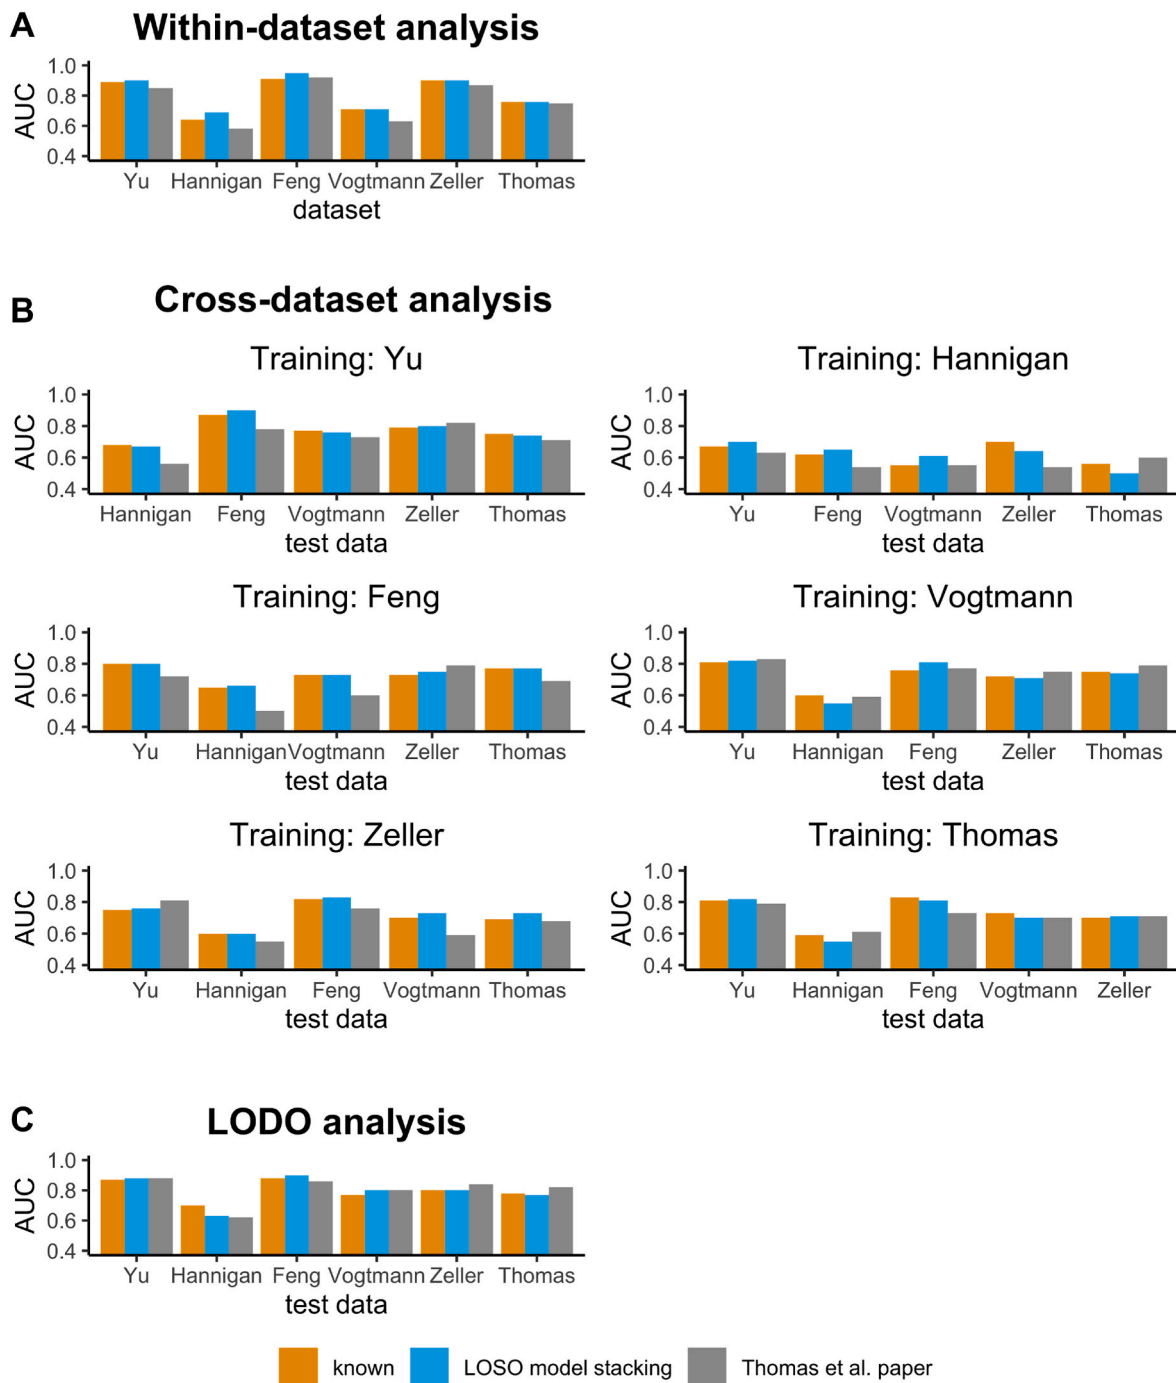 A
Within-dataset analysis
1.0
0.8
0.6
0.4
AUC
Yu Hannigan Feng Vogtmann Zeller Thomas
dataset
B
Cross-dataset analysis
Training: Yu
1.0
0.8
0.6
0.4
AUC
Hannigan Feng Vogtmann Zeller Thomas
test data
Training: Hannigan
1.0
0.8
0.6
0.4
AUC
Yu Feng Vogtmann Zeller Thomas
test data
Training: Feng
1.0
0.8
0.6
0.4
AUC
Yu Hannigan Vogtmann Zeller Thomas
test data
Training: Vogtmann
1.0
0.8
0.6
0.4
AUC
Yu Hannigan Feng Zeller Thomas
test data
Training: Zeller
1.0
0.8
0.6
0.4
AUC
Yu Hannigan Feng Vogtmann Thomas
test data
Training: Thomas
1.0
0.8
0.6
0.4
AUC
Yu Hannigan Feng Vogtmann Zeller
test data
C
LODO analysis
1.0
0.8
0.6
0.4
AUC
Yu Hannigan Feng Vogtmann Zeller Thomas
test data
known LOSO model stacking Thomas et al. paper